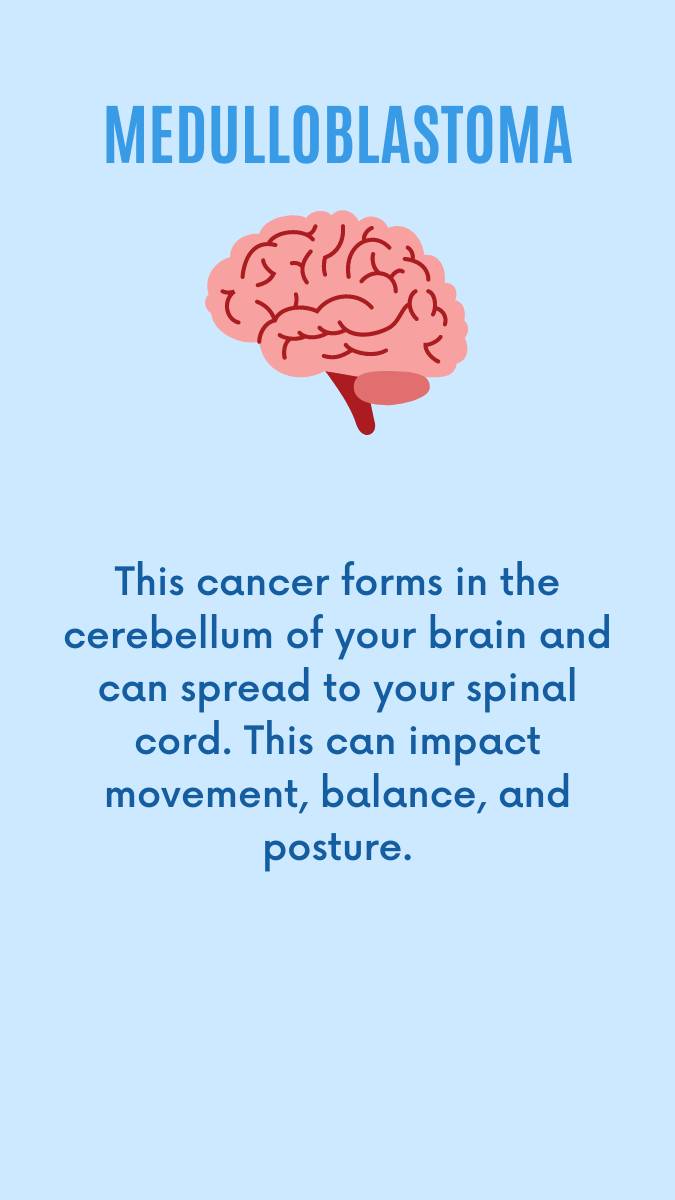 MEDULLOBLASTOMA
This cancer forms in the
cerebellum of your brain and
can spread to your spinal
cord. This can impact
movement, balance, and
posture.